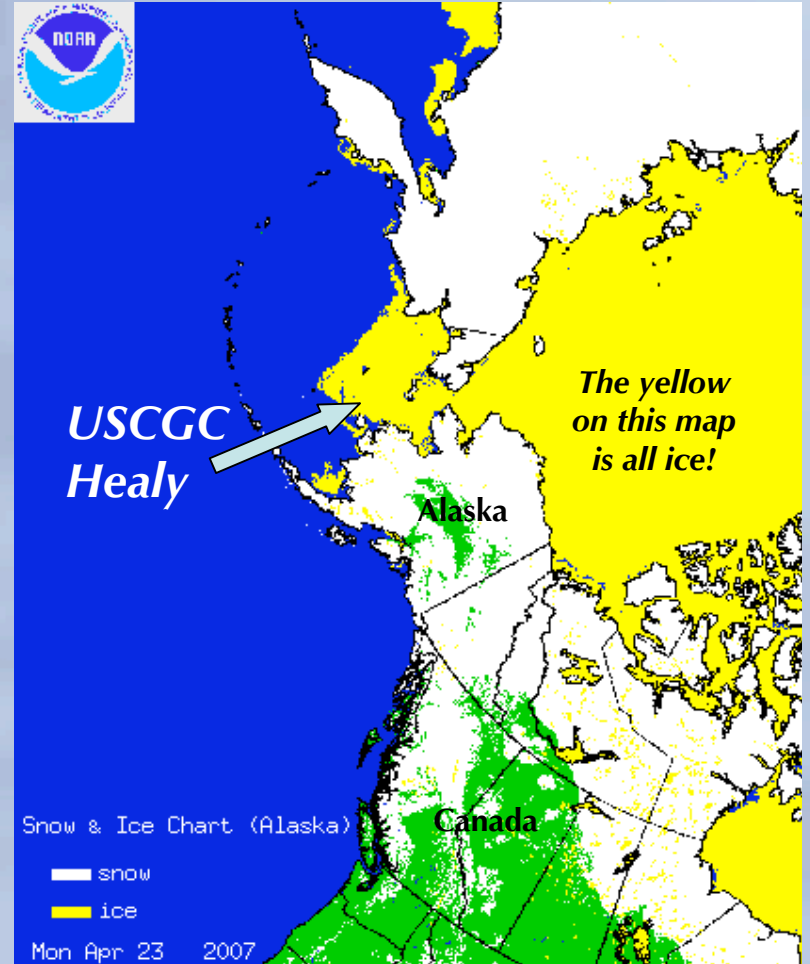 NOAA
USCGC
Healy
The yellow
on this map
is all ice!
Alaska
Canada
Snow & Ice Chart (Alaska)
snow
ice
Mon Apr 23 2007